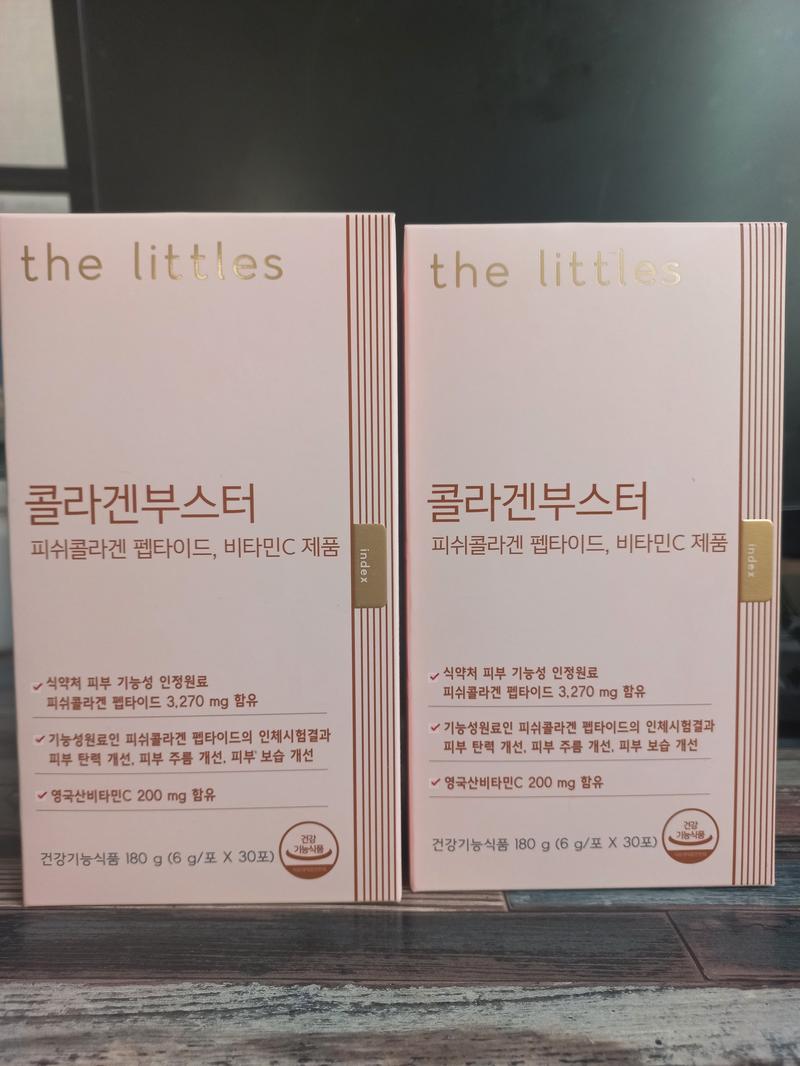 the littles
콜라겐부스터
피쉬콜라겐 펩타이드, 비타민C 제품
index
식약처 피부 기능성 인정원료
피쉬콜라겐 펩타이드 3,270 mg 함유
기능성원료인 피쉬콜라겐 펩타이드의 인체시험결과
피부 탄력 개선, 피부 주름 개선, 피부 보습 개선
영국산비타민C 200 mg 함유
건강기능식품 180 g (6 g/포 X 30포)
건강
기능식품
the littles
콜라겐부스터
피쉬콜라겐 펩타이드, 비타민C 제품
index
식약처 피부 기능성 인정원료
피쉬콜라겐 펩타이드 3,270 mg 함유
기능성원료인 피쉬콜라겐 펩타이드의 인체시험결과
피부 탄력 개선, 피부 주름 개선, 피부 보습 개선
영국산비타민C 200 mg 함유
건강기능식품 180 g (6 g/포 X 30포)
건강
기능식품